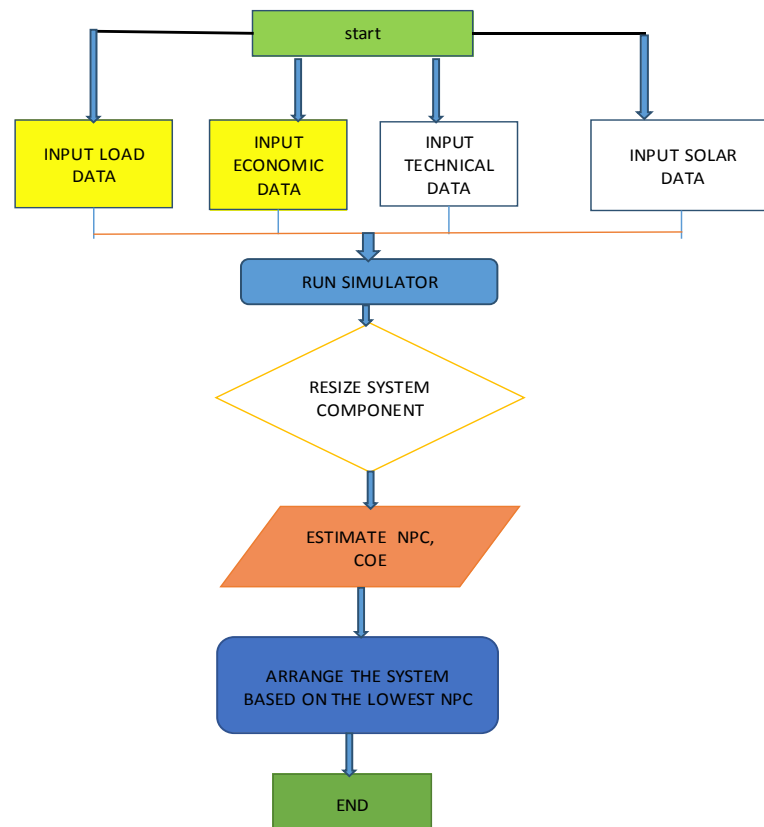 start
INPUT LOAD
DATA
INPUT
ECONOMIC
DATA
INPUT
TECHNICAL
DATA
INPUT SOLAR
DATA
RUN SIMULATOR
RESIZE SYSTEM
COMPONENT
ESTIMATE NPC,
COE
ARRANGE THE SYSTEM
BASED ON THE LOWEST NPC
END